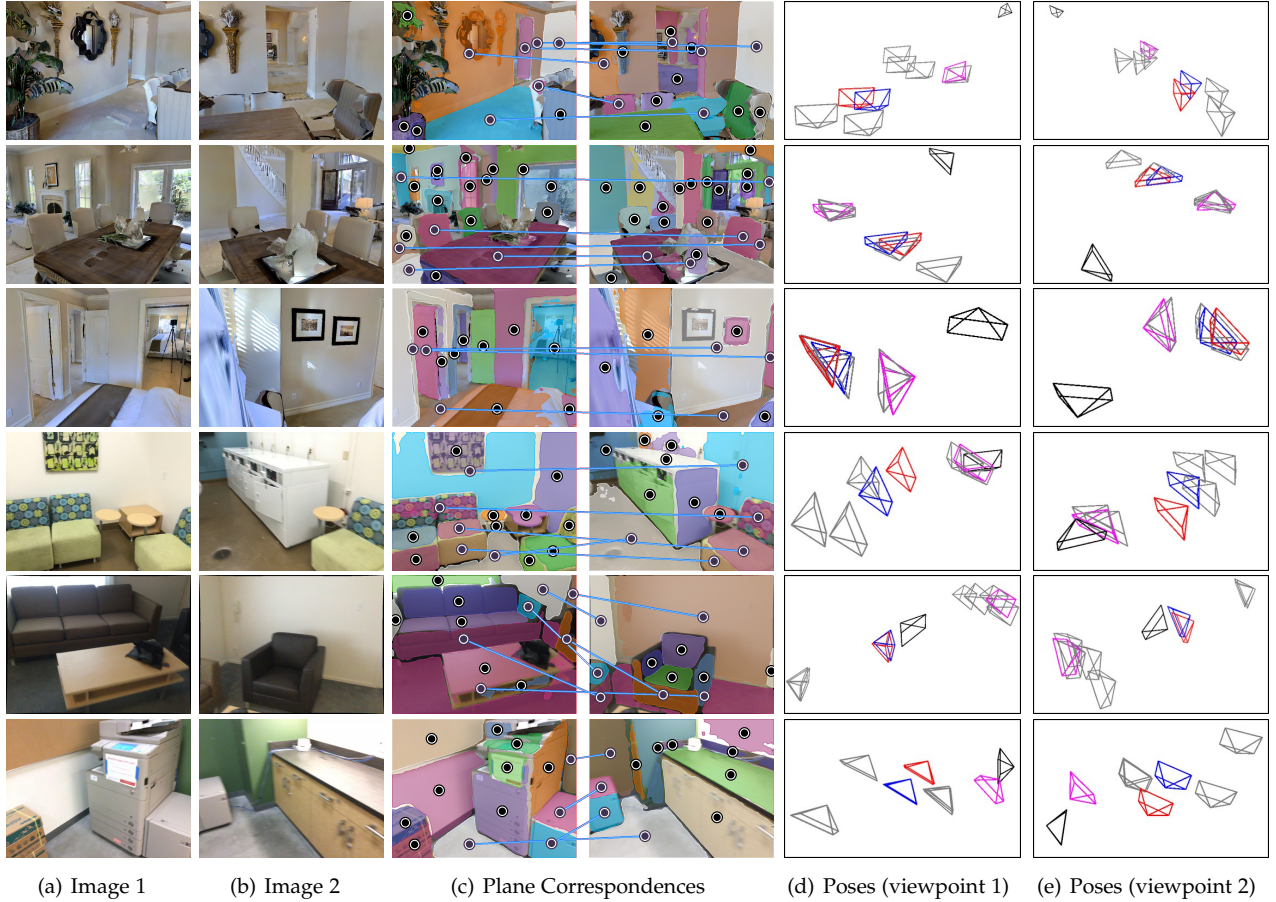 (a) Image 1
(b) Image 2
(c) Plane Correspondences
(d) Poses (viewpoint 1)
(e) Poses (viewpoint 2)